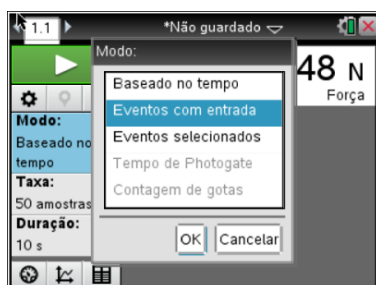 1.1
*Não guardado
Modo:
48 N
Força
Modo:
Baseado no
tempo
Taxa:
50 amostras
Duração:
10 s
Baseado no tempo
Eventos com entrada
Eventos selecionados
Tempo de Photogate
Contagem de gotas
OK
Cancelar